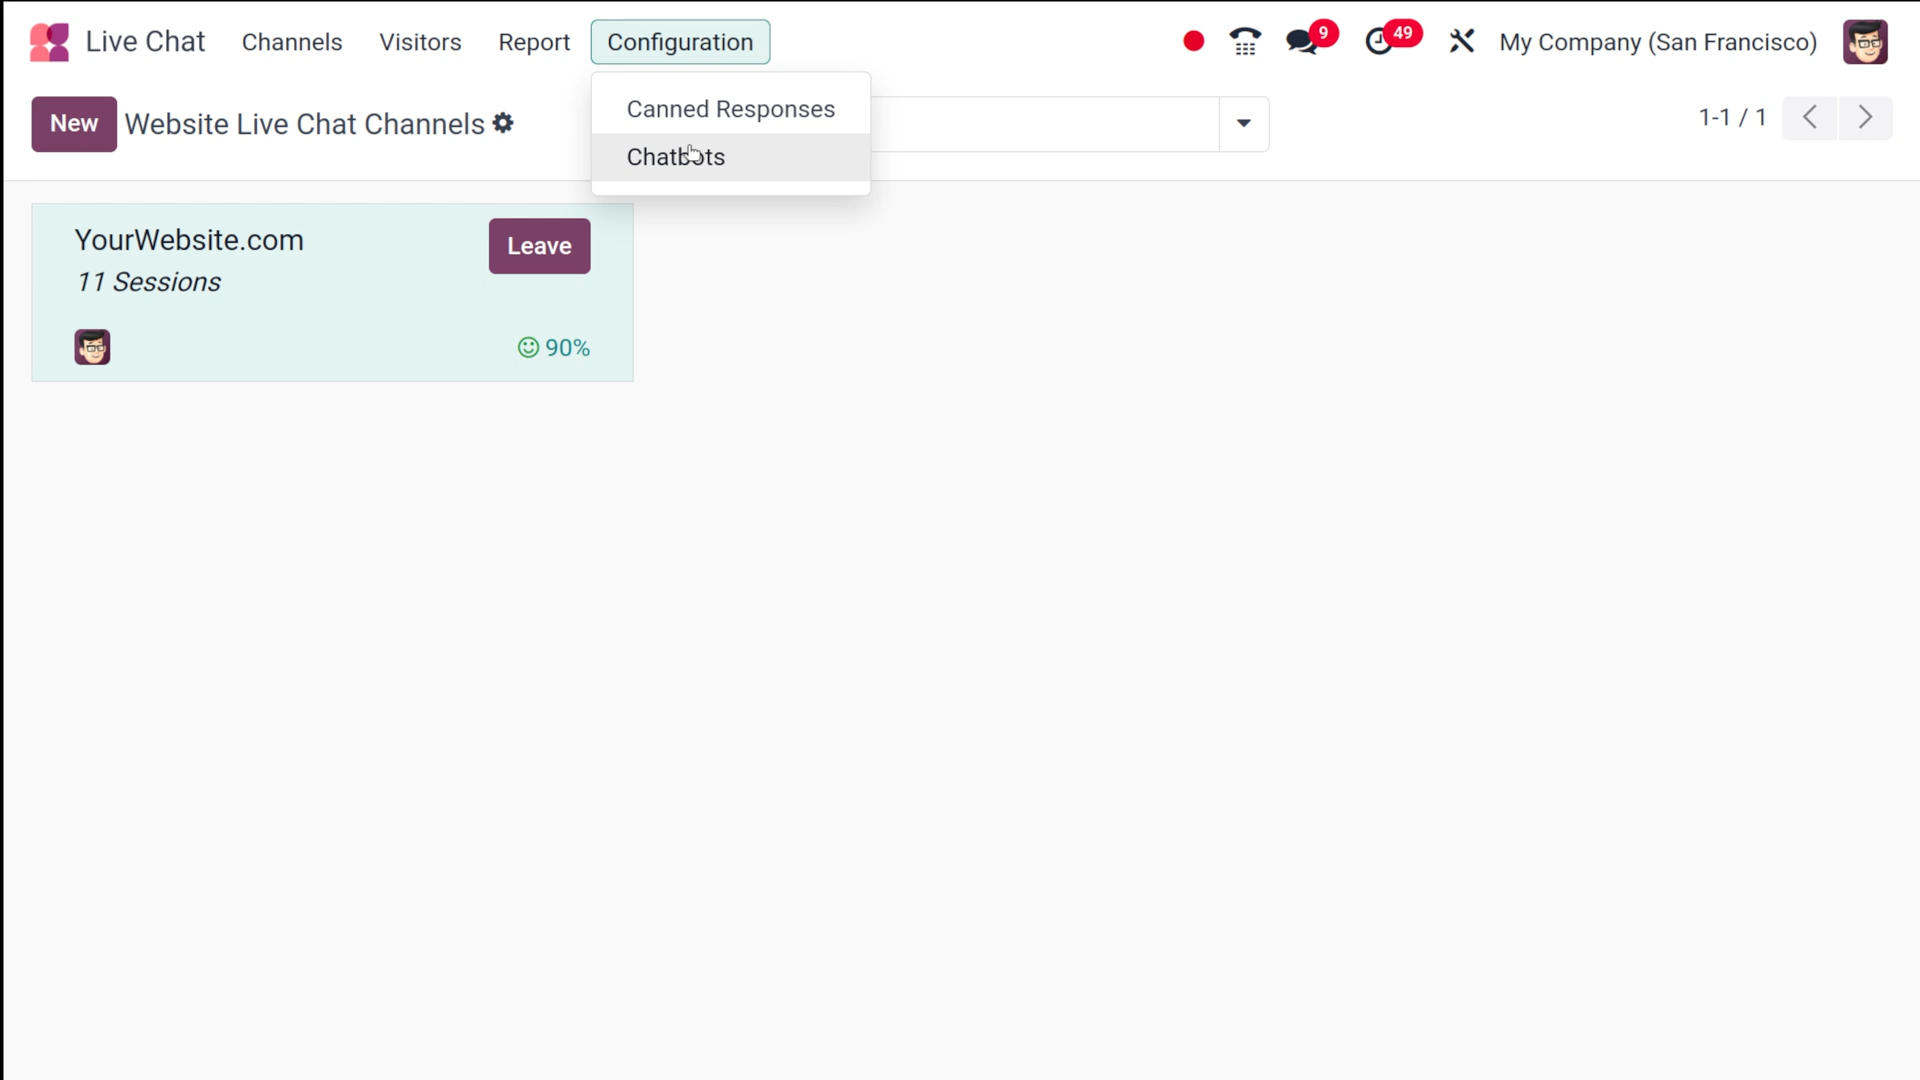 Live Chat Channels Visitors Report Configuration 9 49 My Company (San Francisco)
New Website Live Chat Channels 1-1 / 1
Canned Responses
Chatbots
YourWebsite.com Leave
11 Sessions
90%